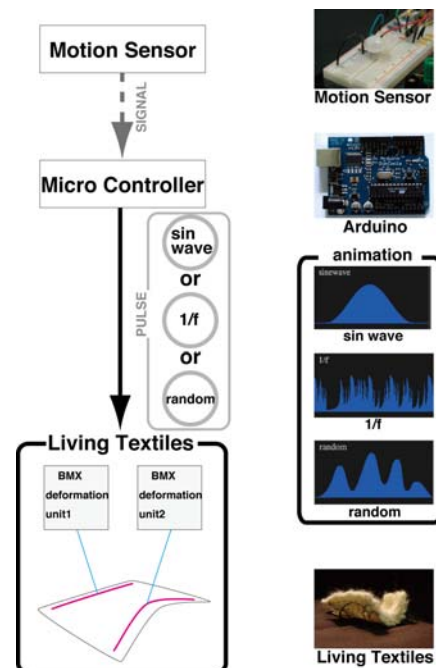 Motion Sensor
SIGNAL
Micro Controller
PULSE
sin
wave
or
1/f
or
random
Living Textiles
BMX
deformation
unit1
BMX
deformation
unit2
Motion Sensor
Arduino
animation
sinewave
sin wave
1/f
1/f
random
random
Living Textiles